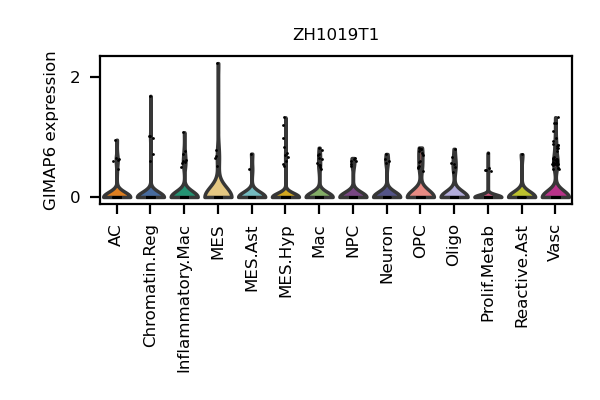 ZH1019T1
GIMAP6 expression
2
0
AC
Chromatin.Reg
Inflammatory.Mac
MES
MES.Ast
MES.Hyp
Mac
NPC
Neuron
OPC
Oligo
Prolif.Metab
Reactive.Ast
Vasc